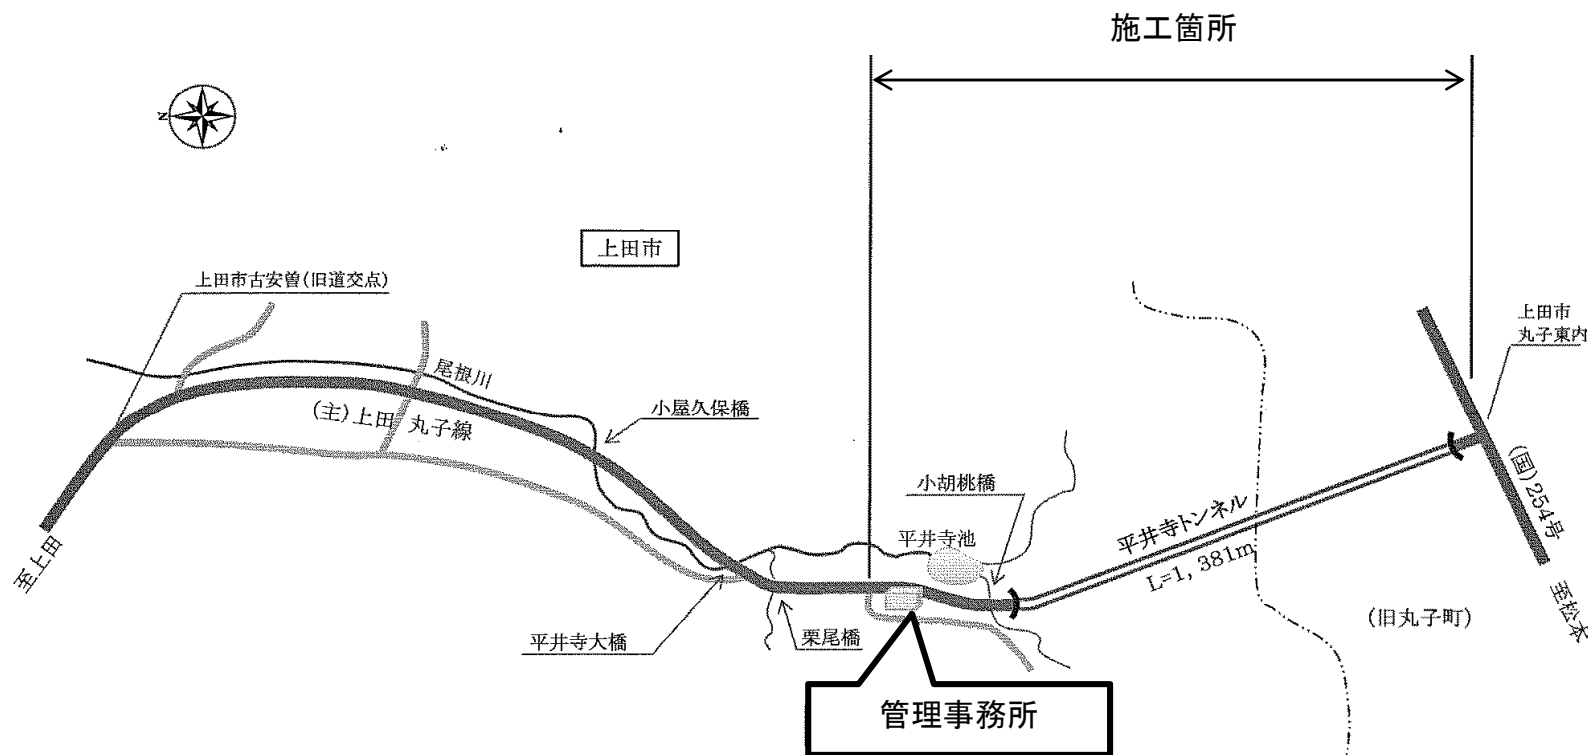 施工箇所
N
上田市
上田市古安曽(旧道交点)
上田市
丸子東内
尾根川
(主)上田 丸子線
小屋久保橋
小胡桃橋
平井寺池
平井寺トンネル
L=1, 381m
(国)254号
至上田
至松本
(旧丸子町)
平井寺大橋
栗尾橋
管理事務所